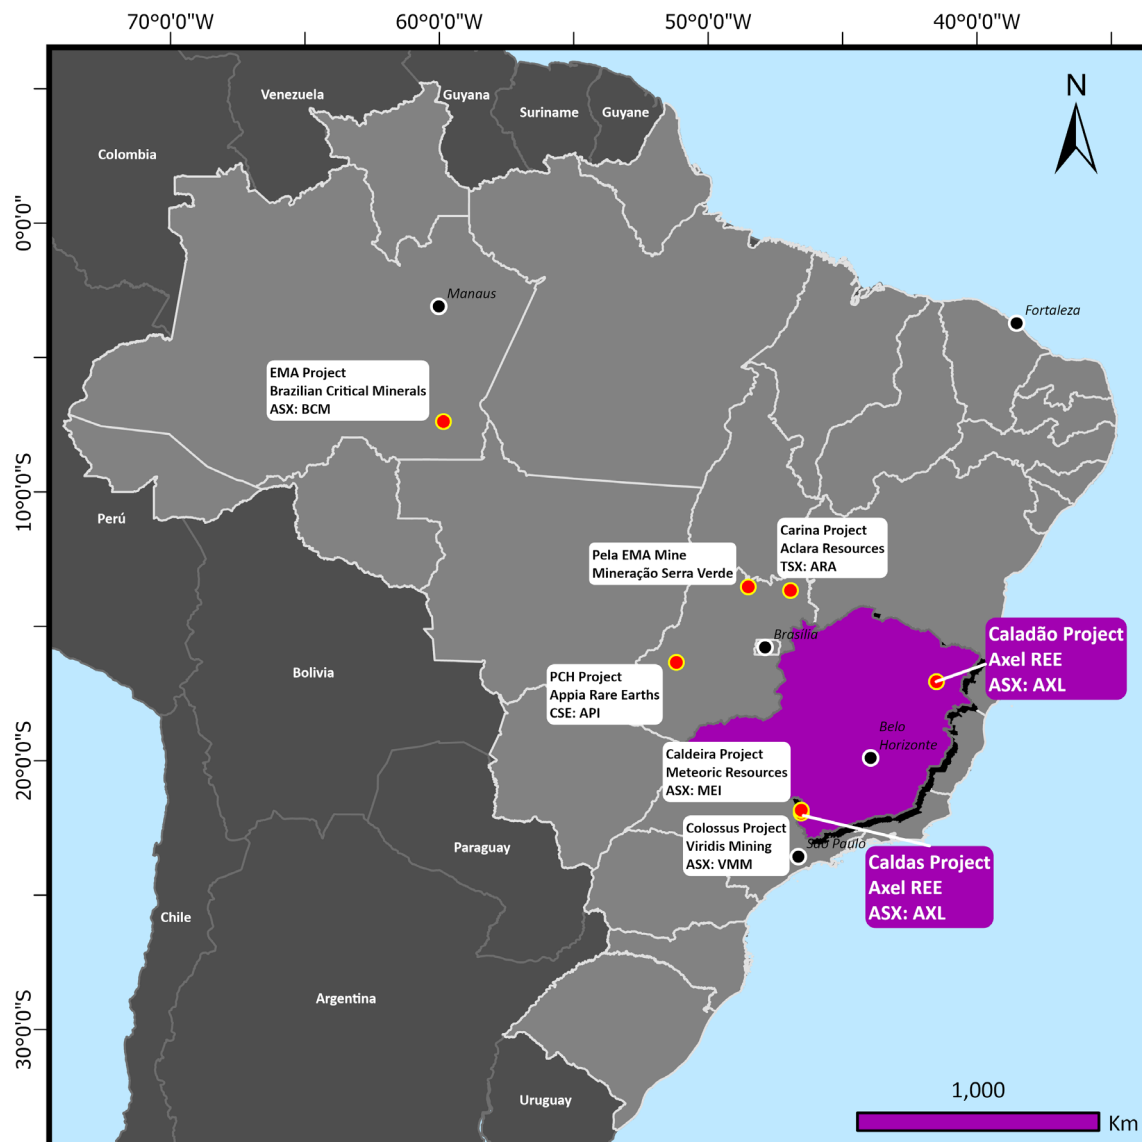 70°0'0"W
60°0'0"W
50°0'0"W
40°0'0"W
N
Venezuela
Guyana
Suriname
Guyane
Colombia
0°0'0"
Manaus
Fortaleza
EMA Project
Brazilian Critical Minerals
ASX: BCM
10°0'0"S
Perú
Carina Project
Aclara Resources
TSX: ARA
Pela EMA Mine
Mineração Serra Verde
Brasília
Caladão Project
Axel REE
ASX: AXL
Bolivia
PCH Project
Appia Rare Earths
CSE: API
Belo
Horizonte
20°0'0"S
Caldeira Project
Meteoric Resources
ASX: MEI
Colossus Project
Viridis Mining
ASX: VMM
São Paulo
Paraguay
Caldas Project
Axel REE
ASX: AXL
Chile
Argentina
30°0'0"S
Uruguay
1,000
Km